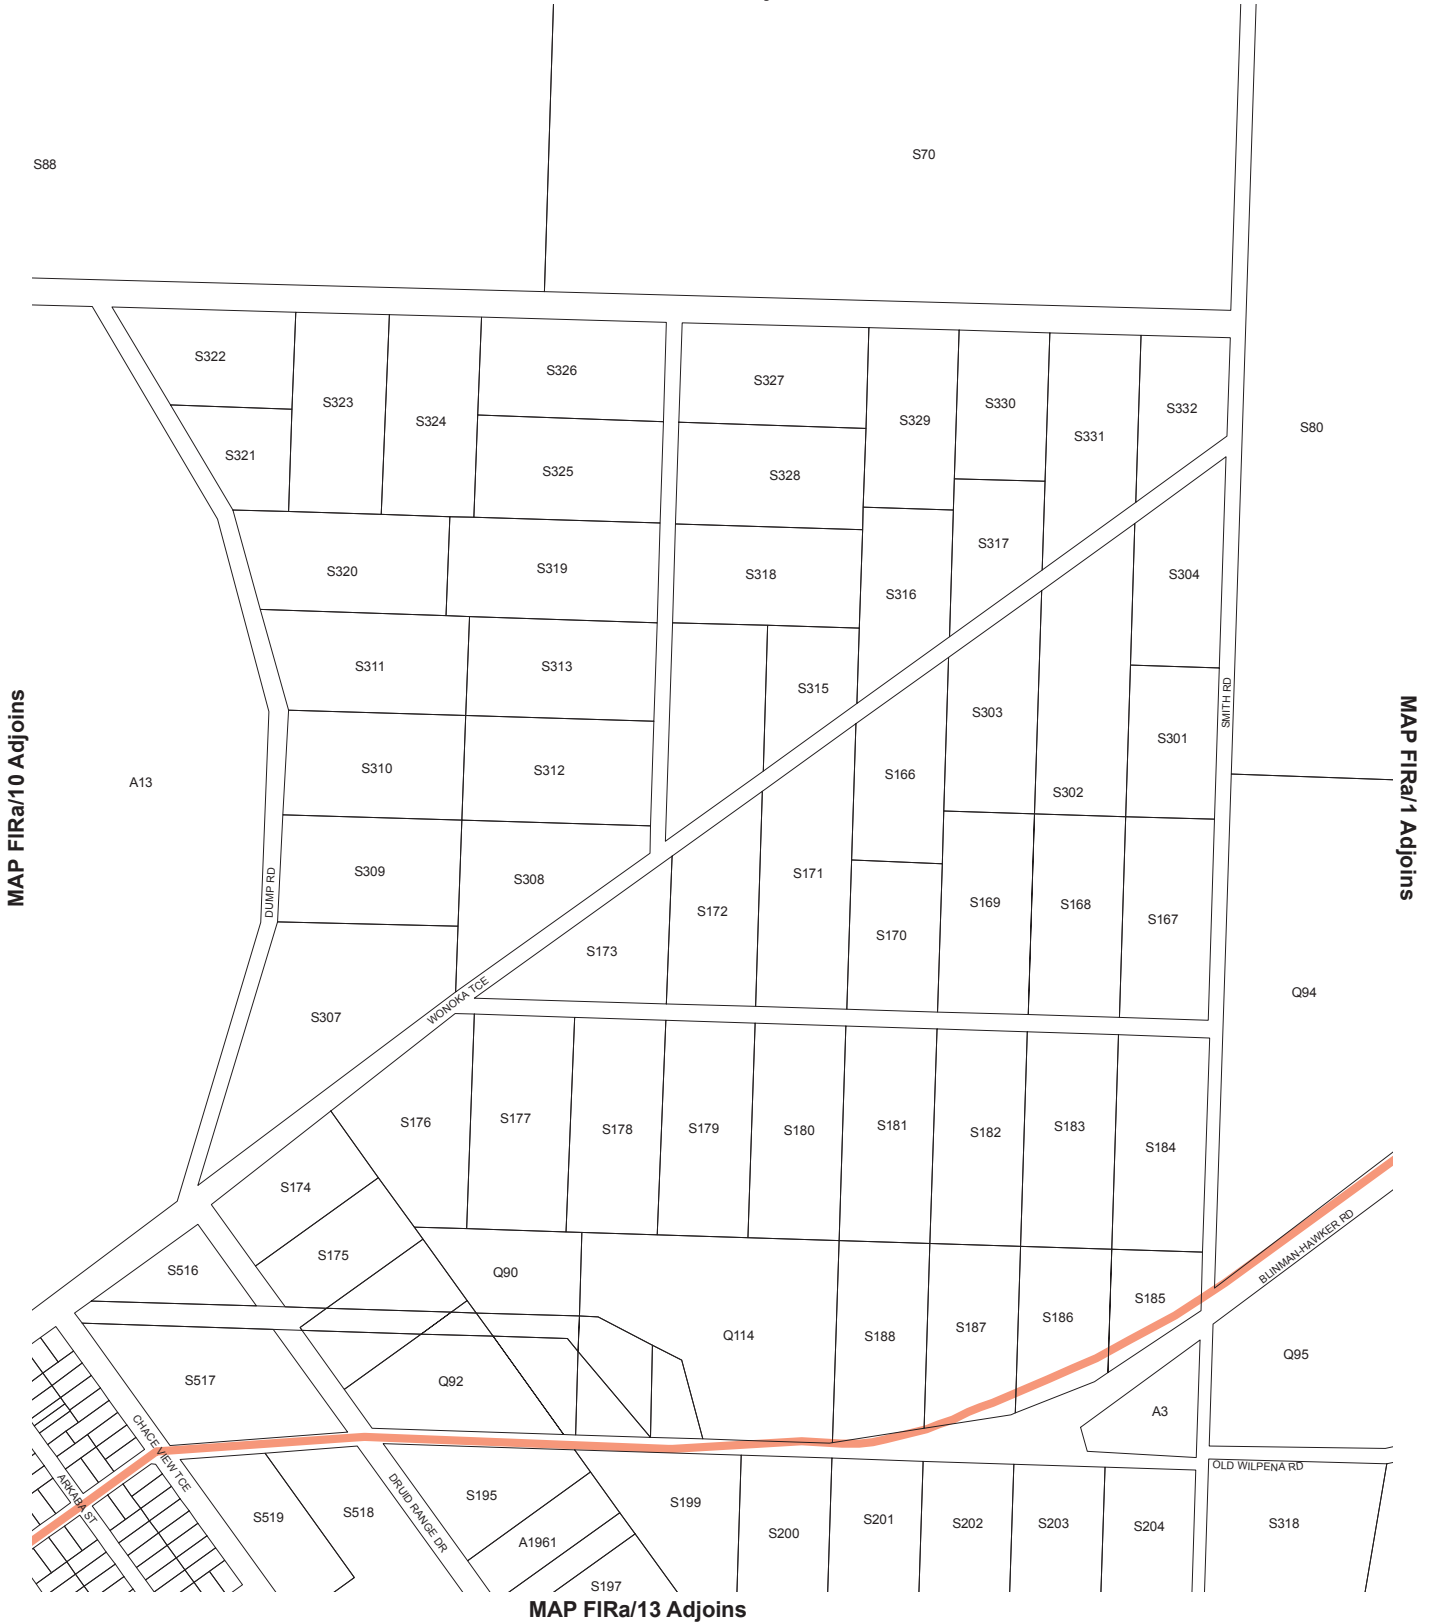 S88
S70
S322
S323
S324
S326
S327
S329
S330
S331
S332
S80
S321
S325
S328
S317
S320
S319
S318
S316
S304
S311
S313
S315
S303
SMITH RD
S301
MAP FIRa/10 Adjoins
A13
S310
S312
S166
S302
MAP FIRa/1 Adjoins
DUMP RD
S309
S308
S171
S172
S169
S168
S167
S170
S173
WONOKA TCE
Q94
S307
S176
S177
S178
S179
S180
S181
S182
S183
S184
S174
S175
S516
Q90
BLINMAN-HAWKER RD
S185
S186
S187
S188
Q114
Q95
S517
Q92
A3
CHACE VIEW TCE
OLD WILPENA RD
ARKABA ST
DRUID RANGE DR
S195
S199
S519
S518
A1961
S200
S201
S202
S203
S204
S318
S197
MAP FIRa/13 Adjoins